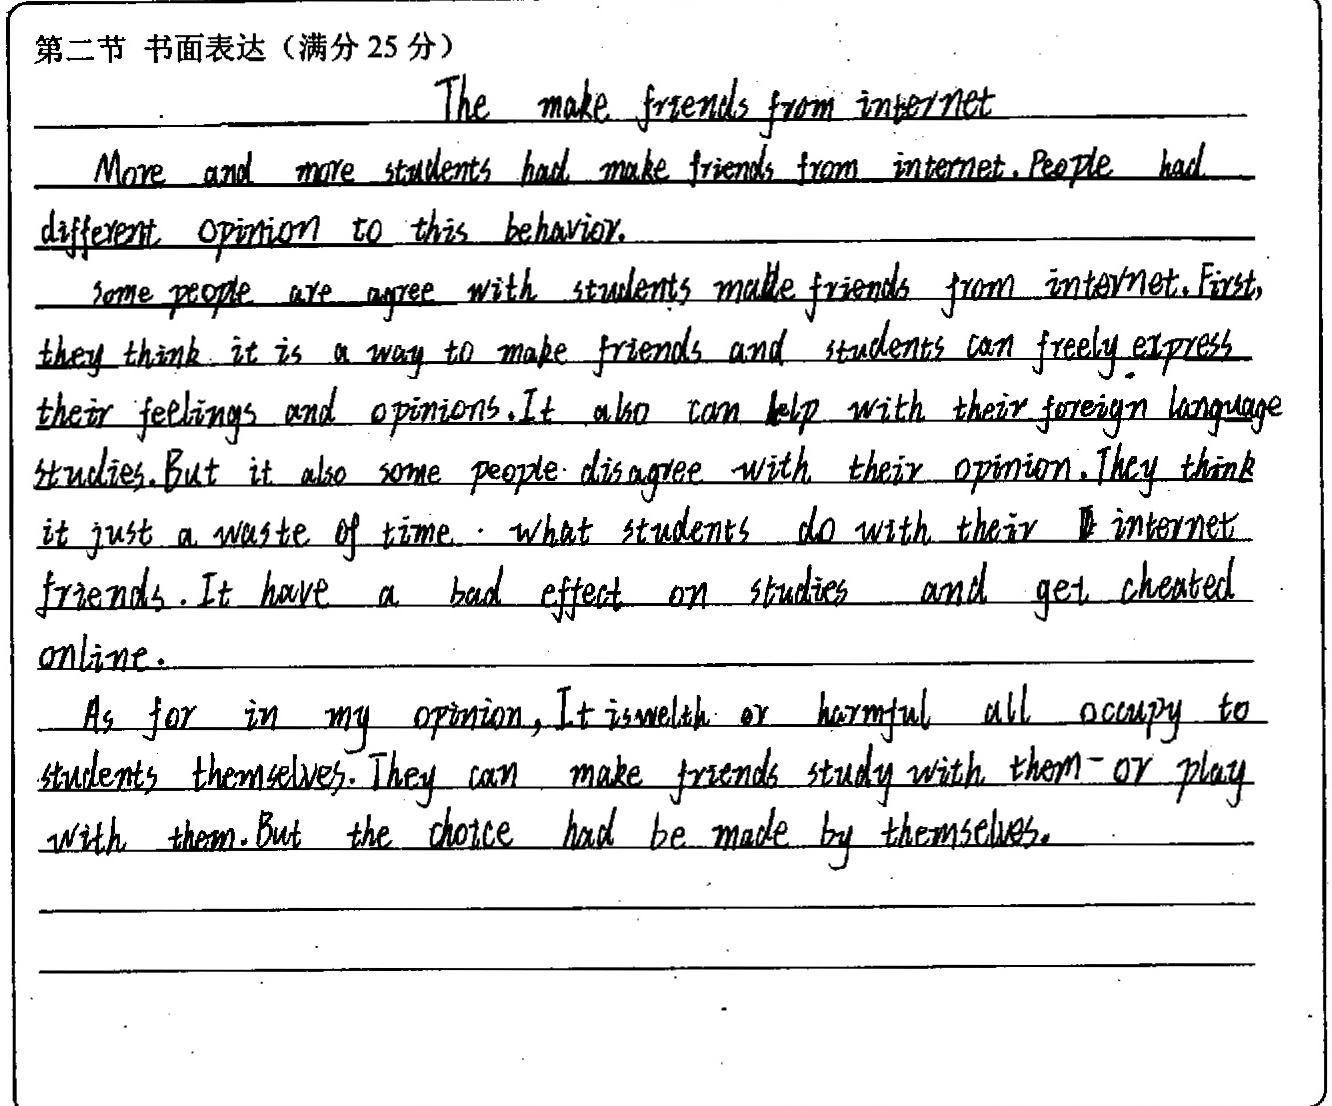 第二节 书面表达（满分 25 分）
The make friends from internet
More and more students had make friends from internet. People had
different opinion to this behavior.
Some people are agree with students make friends from internet. First,
they think it is a way to make friends and students can freely express
their feelings and opinions. It also can help with their foreign language
studies. But it also some people disagree with their opinion. They think
it just a waste of time. what students do with their internet
friends. It have a bad effect on studies and get cheated
online.
As for in my opinion, It is welth or harmful all occupy to
students themselves. They can make friends study with them or play
with them. But the choice had be made by themselves.